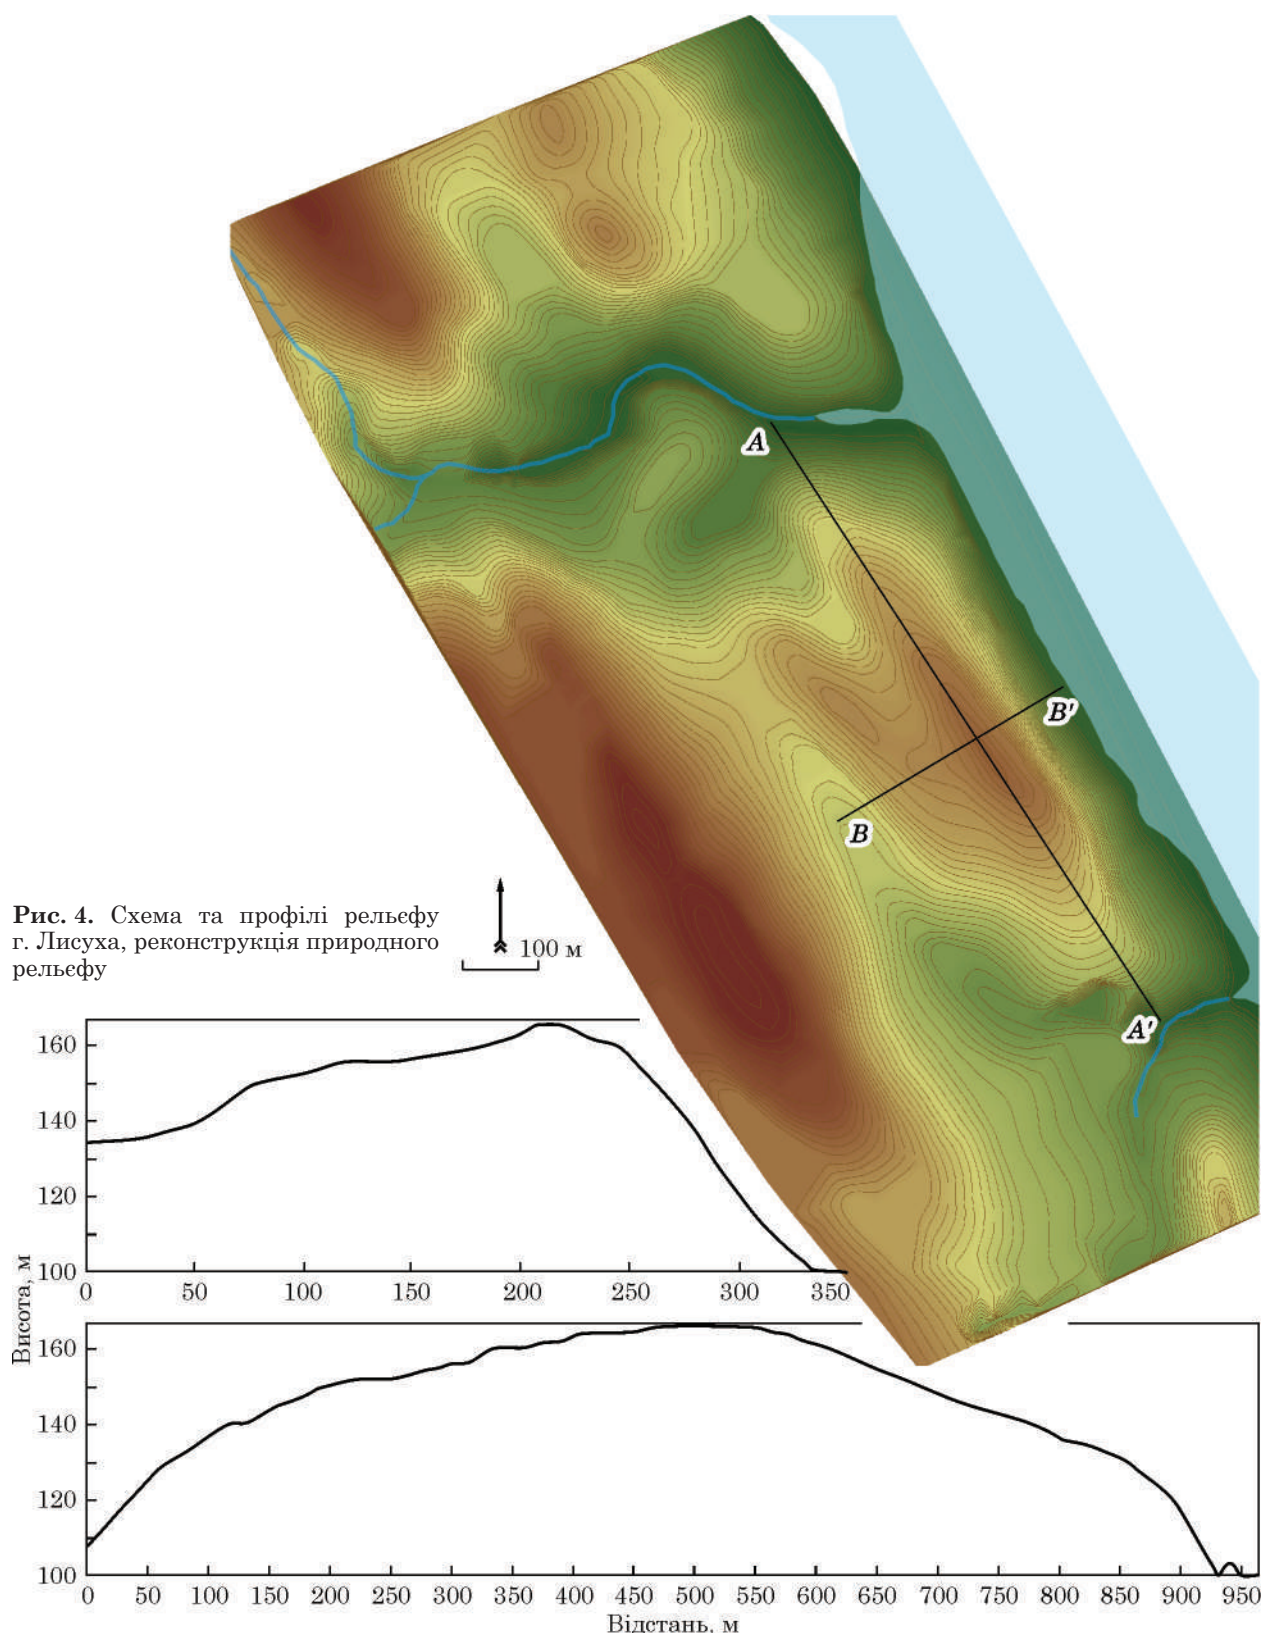 A
B'
B
Рис. 4. Схема та профілі рельєфу
г. Лисуха, реконструкція природного
рельєфу
100 м
A'
160
140
120
100
0 50 100 150 200 250 300 350
Висота, м
160
140
120
100
0 50 100 150 200 250 300 350 400 450 500 550 600 650 700 750 800 850 900 950
Відстань, м